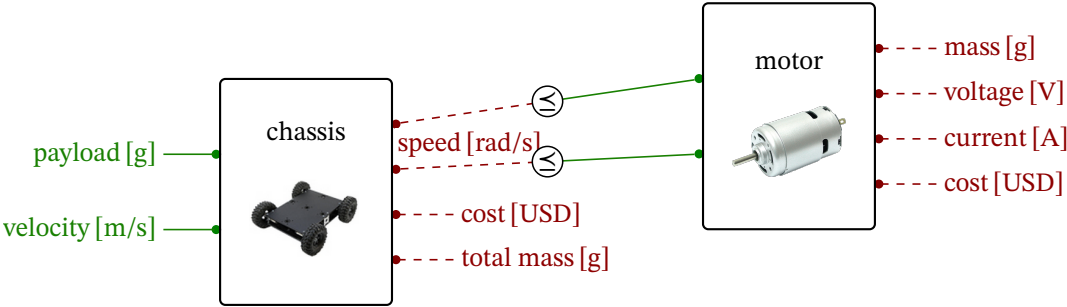 motor
mass [g]
voltage [V]
current [A]
cost [USD]
chassis
payload [g]
velocity [m/s]
⪯
speed [rad/s]
⪯
cost [USD]
total mass [g]